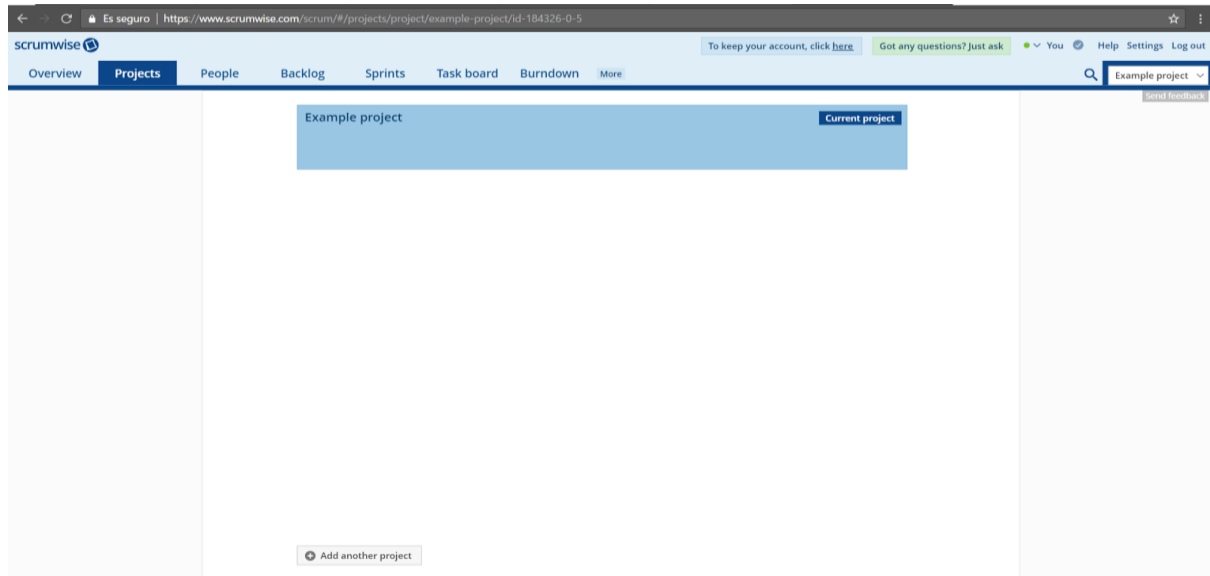 Es seguro | https://www.scrumwise.com/scrum/#/projects/project/example-project/id-184326-0-5
scrumwise To keep your account, click here Got any questions? Just ask You Help Settings Log out
Overview Projects People Backlog Sprints Task board Burndown More Example project
Send feedback
Example project Current project
Add another project